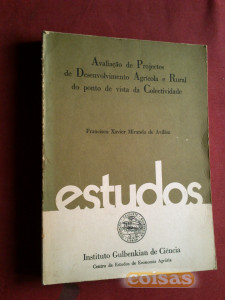 Avaliação de Projectos
de Desenvolvimento Agrícola e Rural
do ponto de vista da Colectividade
Francisco Xavier Miranda de Avillez
estudos
Instituto Gulbenkian de Ciência
Centro de Estudos de Economia Agrária
coisas